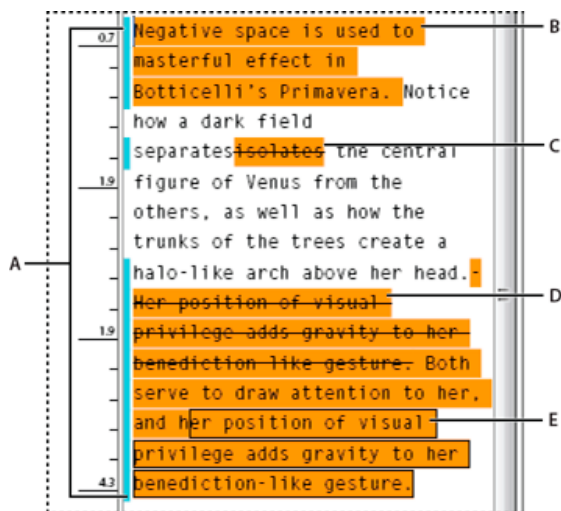 0.7
Negative space is used to
masterful effect in
Botticelli's Primavera. Notice
how a dark field
separatesisolates the central
1.9
figure of Venus from the
others, as well as how the
trunks of the trees create a
halo-like arch above her head.-
Her position of visual
1.9
privilege adds gravity to her
benediction like gesture. Both
serve to draw attention to her,
and her position of visual
privilege adds gravity to her
4.3
benediction-like gesture.
A
B
C
D
E